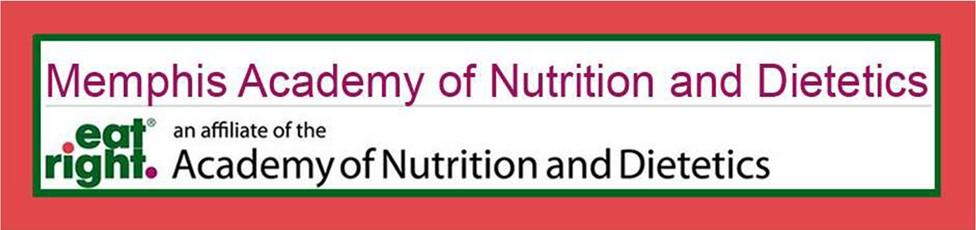 Memphis Academy of Nutrition and Dietetics
eat®
right.
an affiliate of the
Academy of Nutrition and Dietetics